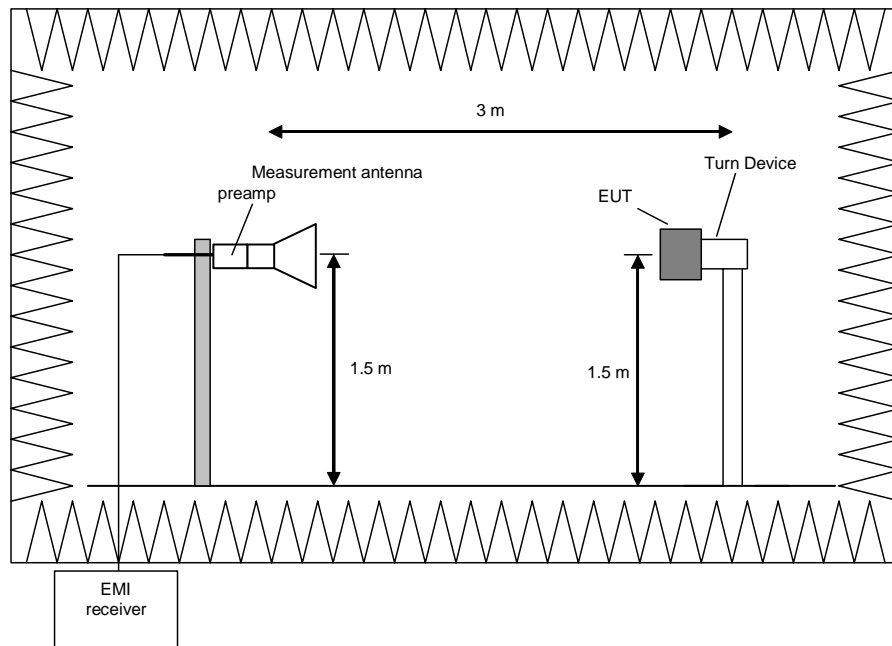 3 m
Measurement antenna
preamp
Turn Device
EUT
1.5 m
1.5 m
EMI
receiver